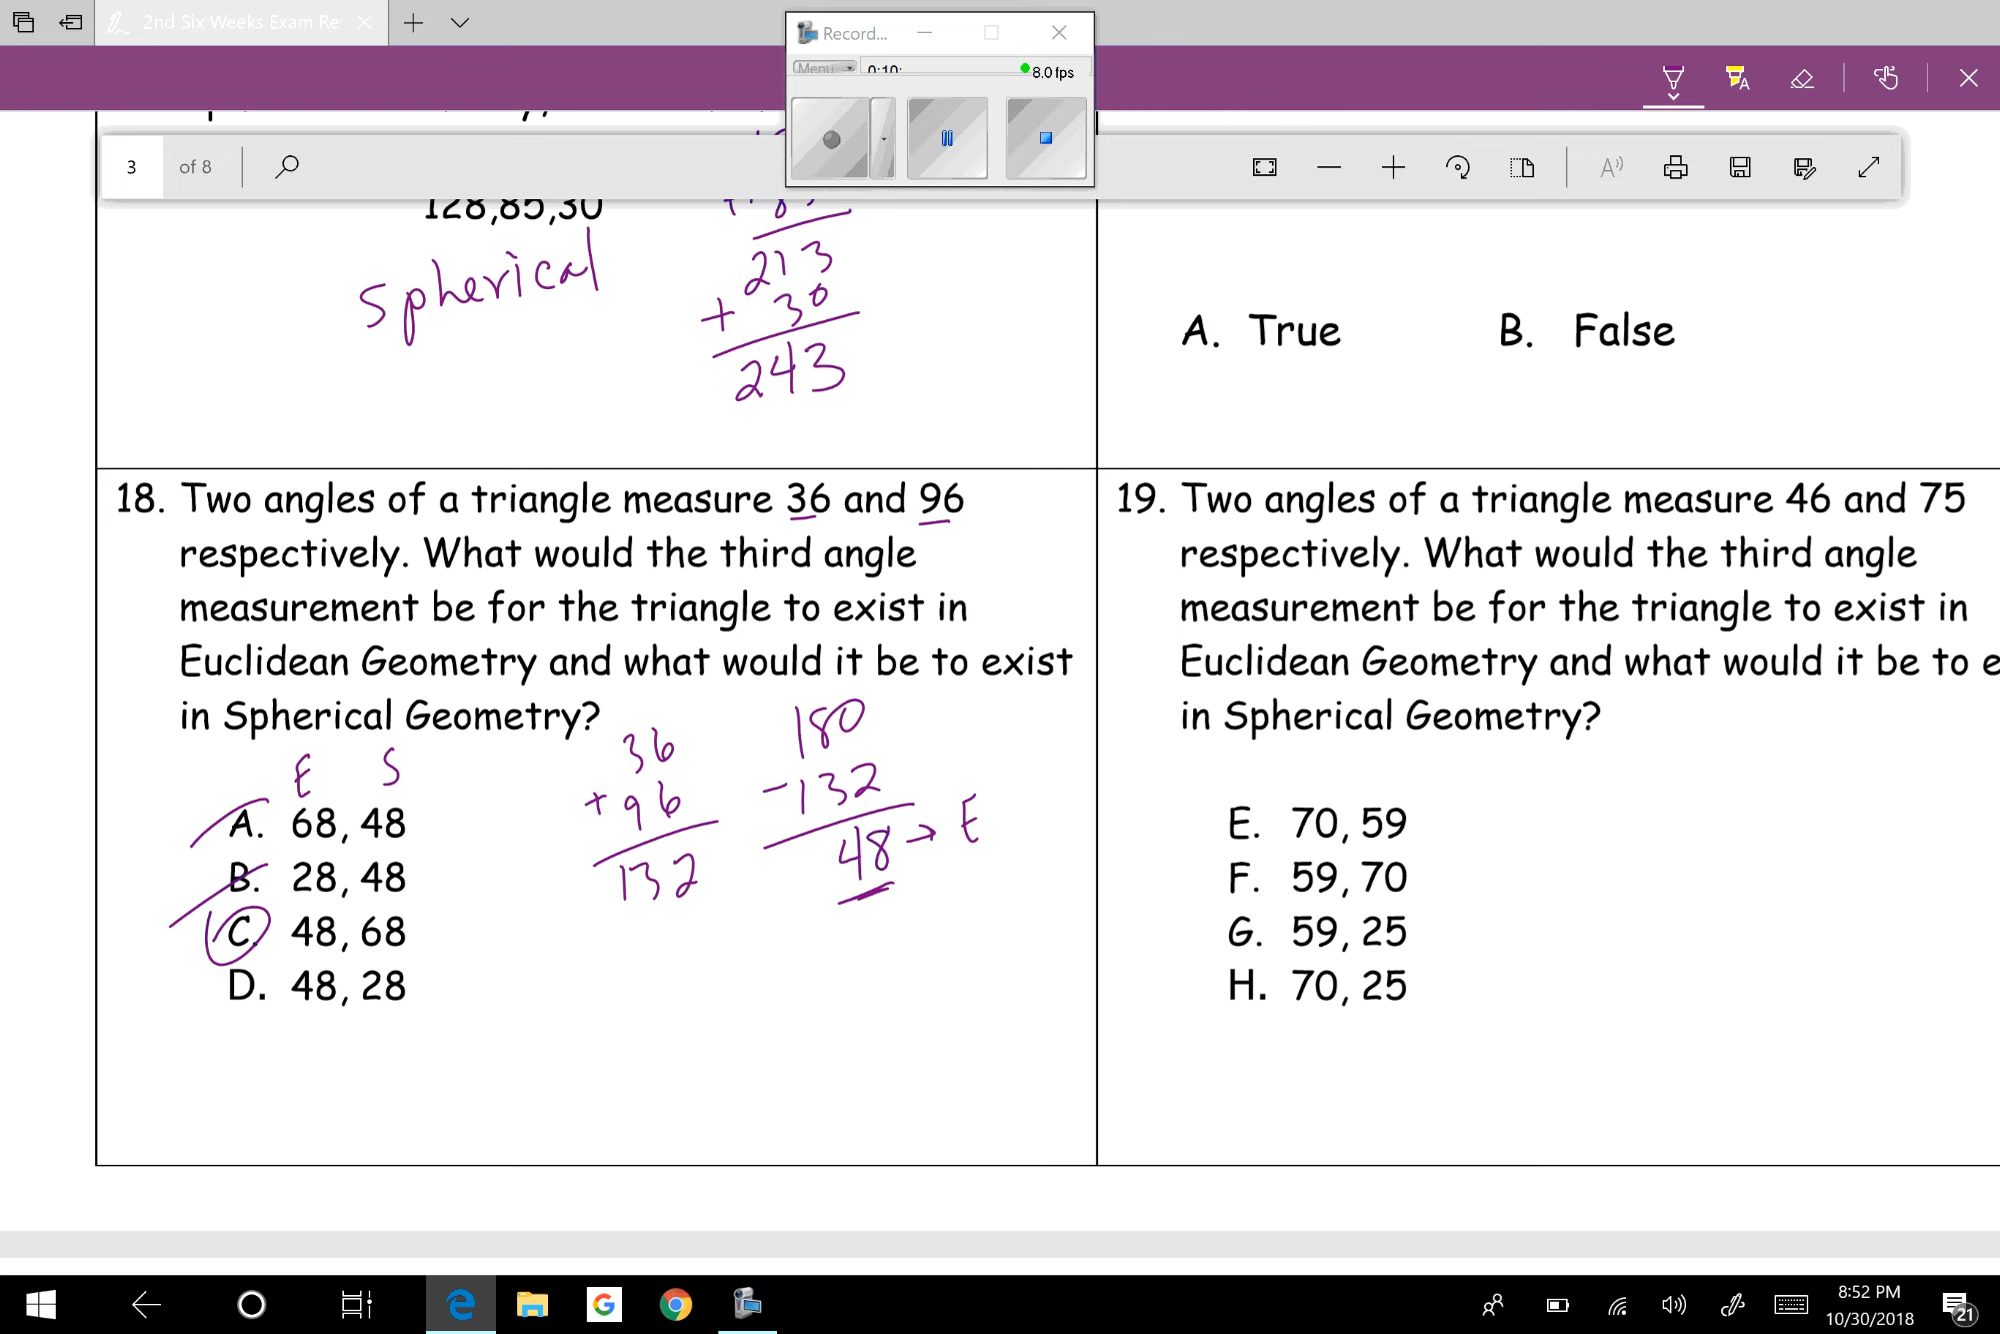 2nd Six Weeks Exam Re
Record...
Menu
0:10:
8.0 fps
3 of 8
128,85,30
spherical
213
+ 30
243
A. True B. False
18. Two angles of a triangle measure 36 and 96
respectively. What would the third angle
measurement be for the triangle to exist in
Euclidean Geometry and what would it be to exist
in Spherical Geometry?
E S
A. 68, 48
B. 28, 48
C. 48, 68
D. 48, 28
36
+ 96
132
180
- 132
48 → E
19. Two angles of a triangle measure 46 and 75
respectively. What would the third angle
measurement be for the triangle to exist in
Euclidean Geometry and what would it be to e
in Spherical Geometry?
E. 70, 59
F. 59, 70
G. 59, 25
H. 70, 25
8:52 PM
10/30/2018
21